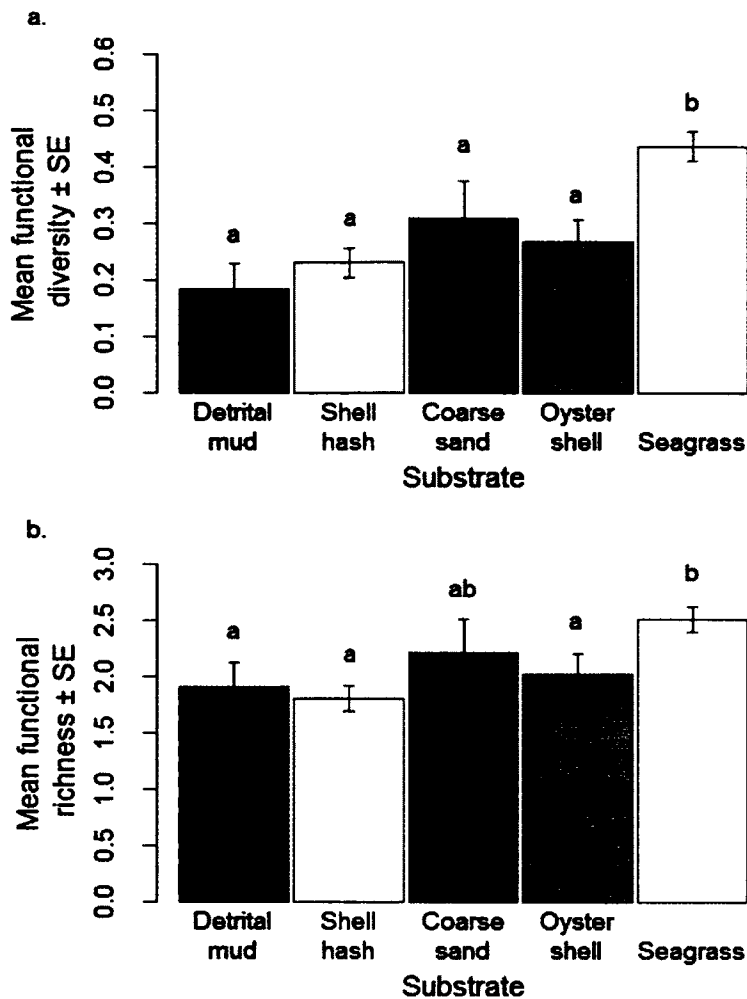 a.
Mean functional
diversity ± SE
0.6
0.5
0.4
0.3
0.2
0.1
0.0
a
a
a
a
b
Detrital
mud
Shell
hash
Coarse
sand
Oyster
shell
Seagrass
Substrate
b.
Mean functional
richness ± SE
3.0
2.5
2.0
1.5
1.0
0.5
0.0
a
a
ab
a
b
Detrital
mud
Shell
hash
Coarse
sand
Oyster
shell
Seagrass
Substrate